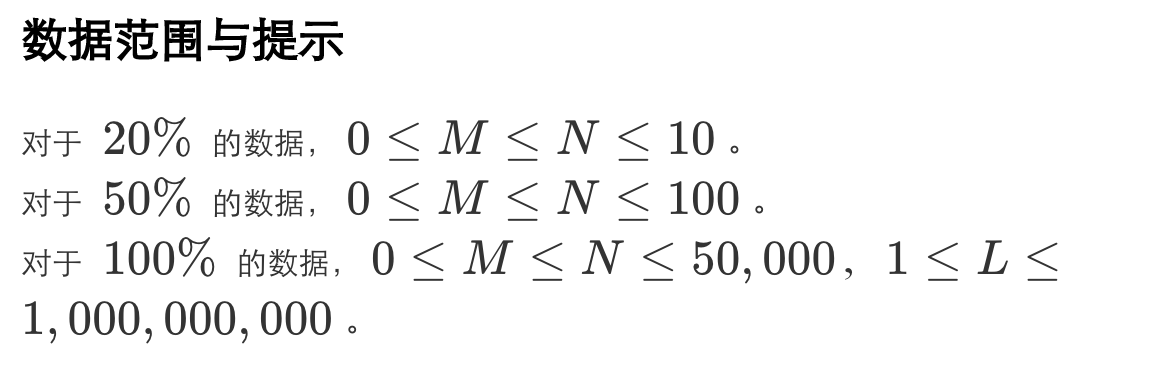 数据范围与提示
对于 20% 的数据，0 ≤ M ≤ N ≤ 10 。
对于 50% 的数据，0 ≤ M ≤ N ≤ 100 。
对于 100% 的数据，0 ≤ M ≤ N ≤ 50,000，1 ≤ L ≤
1,000,000,000 。